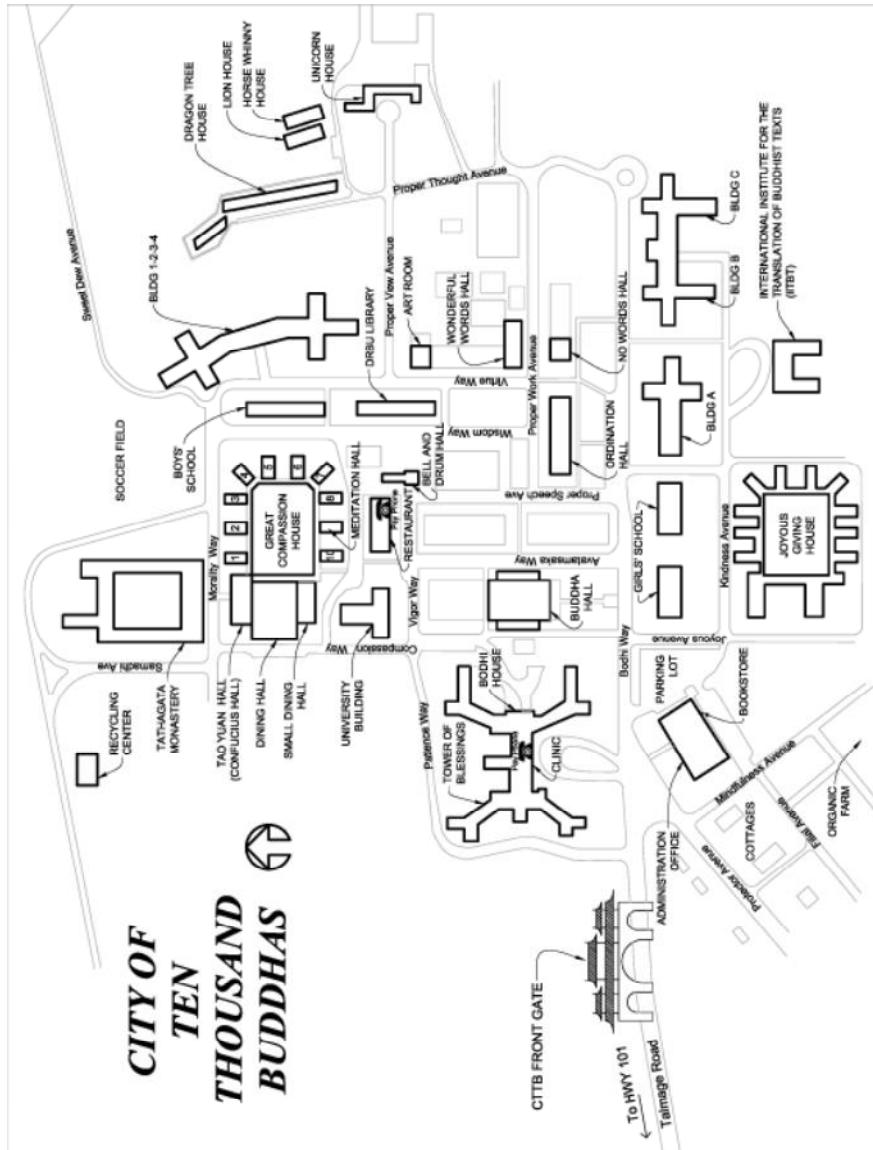 CITY OF
TEN
THOUSAND
BUDDHAS
Sweet Dew Avenue
DRAGON TREE
HOUSE
LION HOUSE
HORSE WHINNY
HOUSE
UNICORN
HOUSE
BLDG 1-2-3-4
Proper View Avenue
Proper Thought Avenue
SOCCER FIELD
BOYS'
SCHOOL
DRBU LIBRARY
ART ROOM
WONDERFUL
WORDS HALL
Virtue Way
Wisdom Way
Proper Work Avenue
NO WORDS HALL
BLDG C
BLDG B
INTERNATIONAL INSTITUTE FOR THE
TRANSLATION OF BUDDHIST TEXTS
(IITBT)
BLDG A
ORDINATION
HALL
Proper Speech Ave
Morality Way
1
2
3
4
5
6
7
8
10
GREAT
COMPASSION
HOUSE
MEDITATION HALL
BELL AND
DRUM HALL
Pay Phone
RESTAURANT
Avatamsaka Way
GIRLS' SCHOOL
Kindness Avenue
JOYOUS
GIVING
HOUSE
Samadhi Ave
TATHAGATA
MONASTERY
TAO YUAN HALL
(CONFUCIUS HALL)
DINING HALL
SMALL DINING
HALL
UNIVERSITY
BUILDING
Compassion Way
Vigor Way
BUDDHA
HALL
Bodhi Way
Joyous Avenue
RECYCLING
CENTER
Patience Way
TOWER OF
BLESSINGS
BODHI
HOUSE
Pay Phone
CLINIC
PARKING
LOT
BOOKSTORE
Mindfulness Avenue
ADMINISTRATION
OFFICE
COTTAGES
Filial Avenue
Protector Avenue
ORGANIC
FARM
CTTB FRONT GATE
To HWY 101
Talmage Road